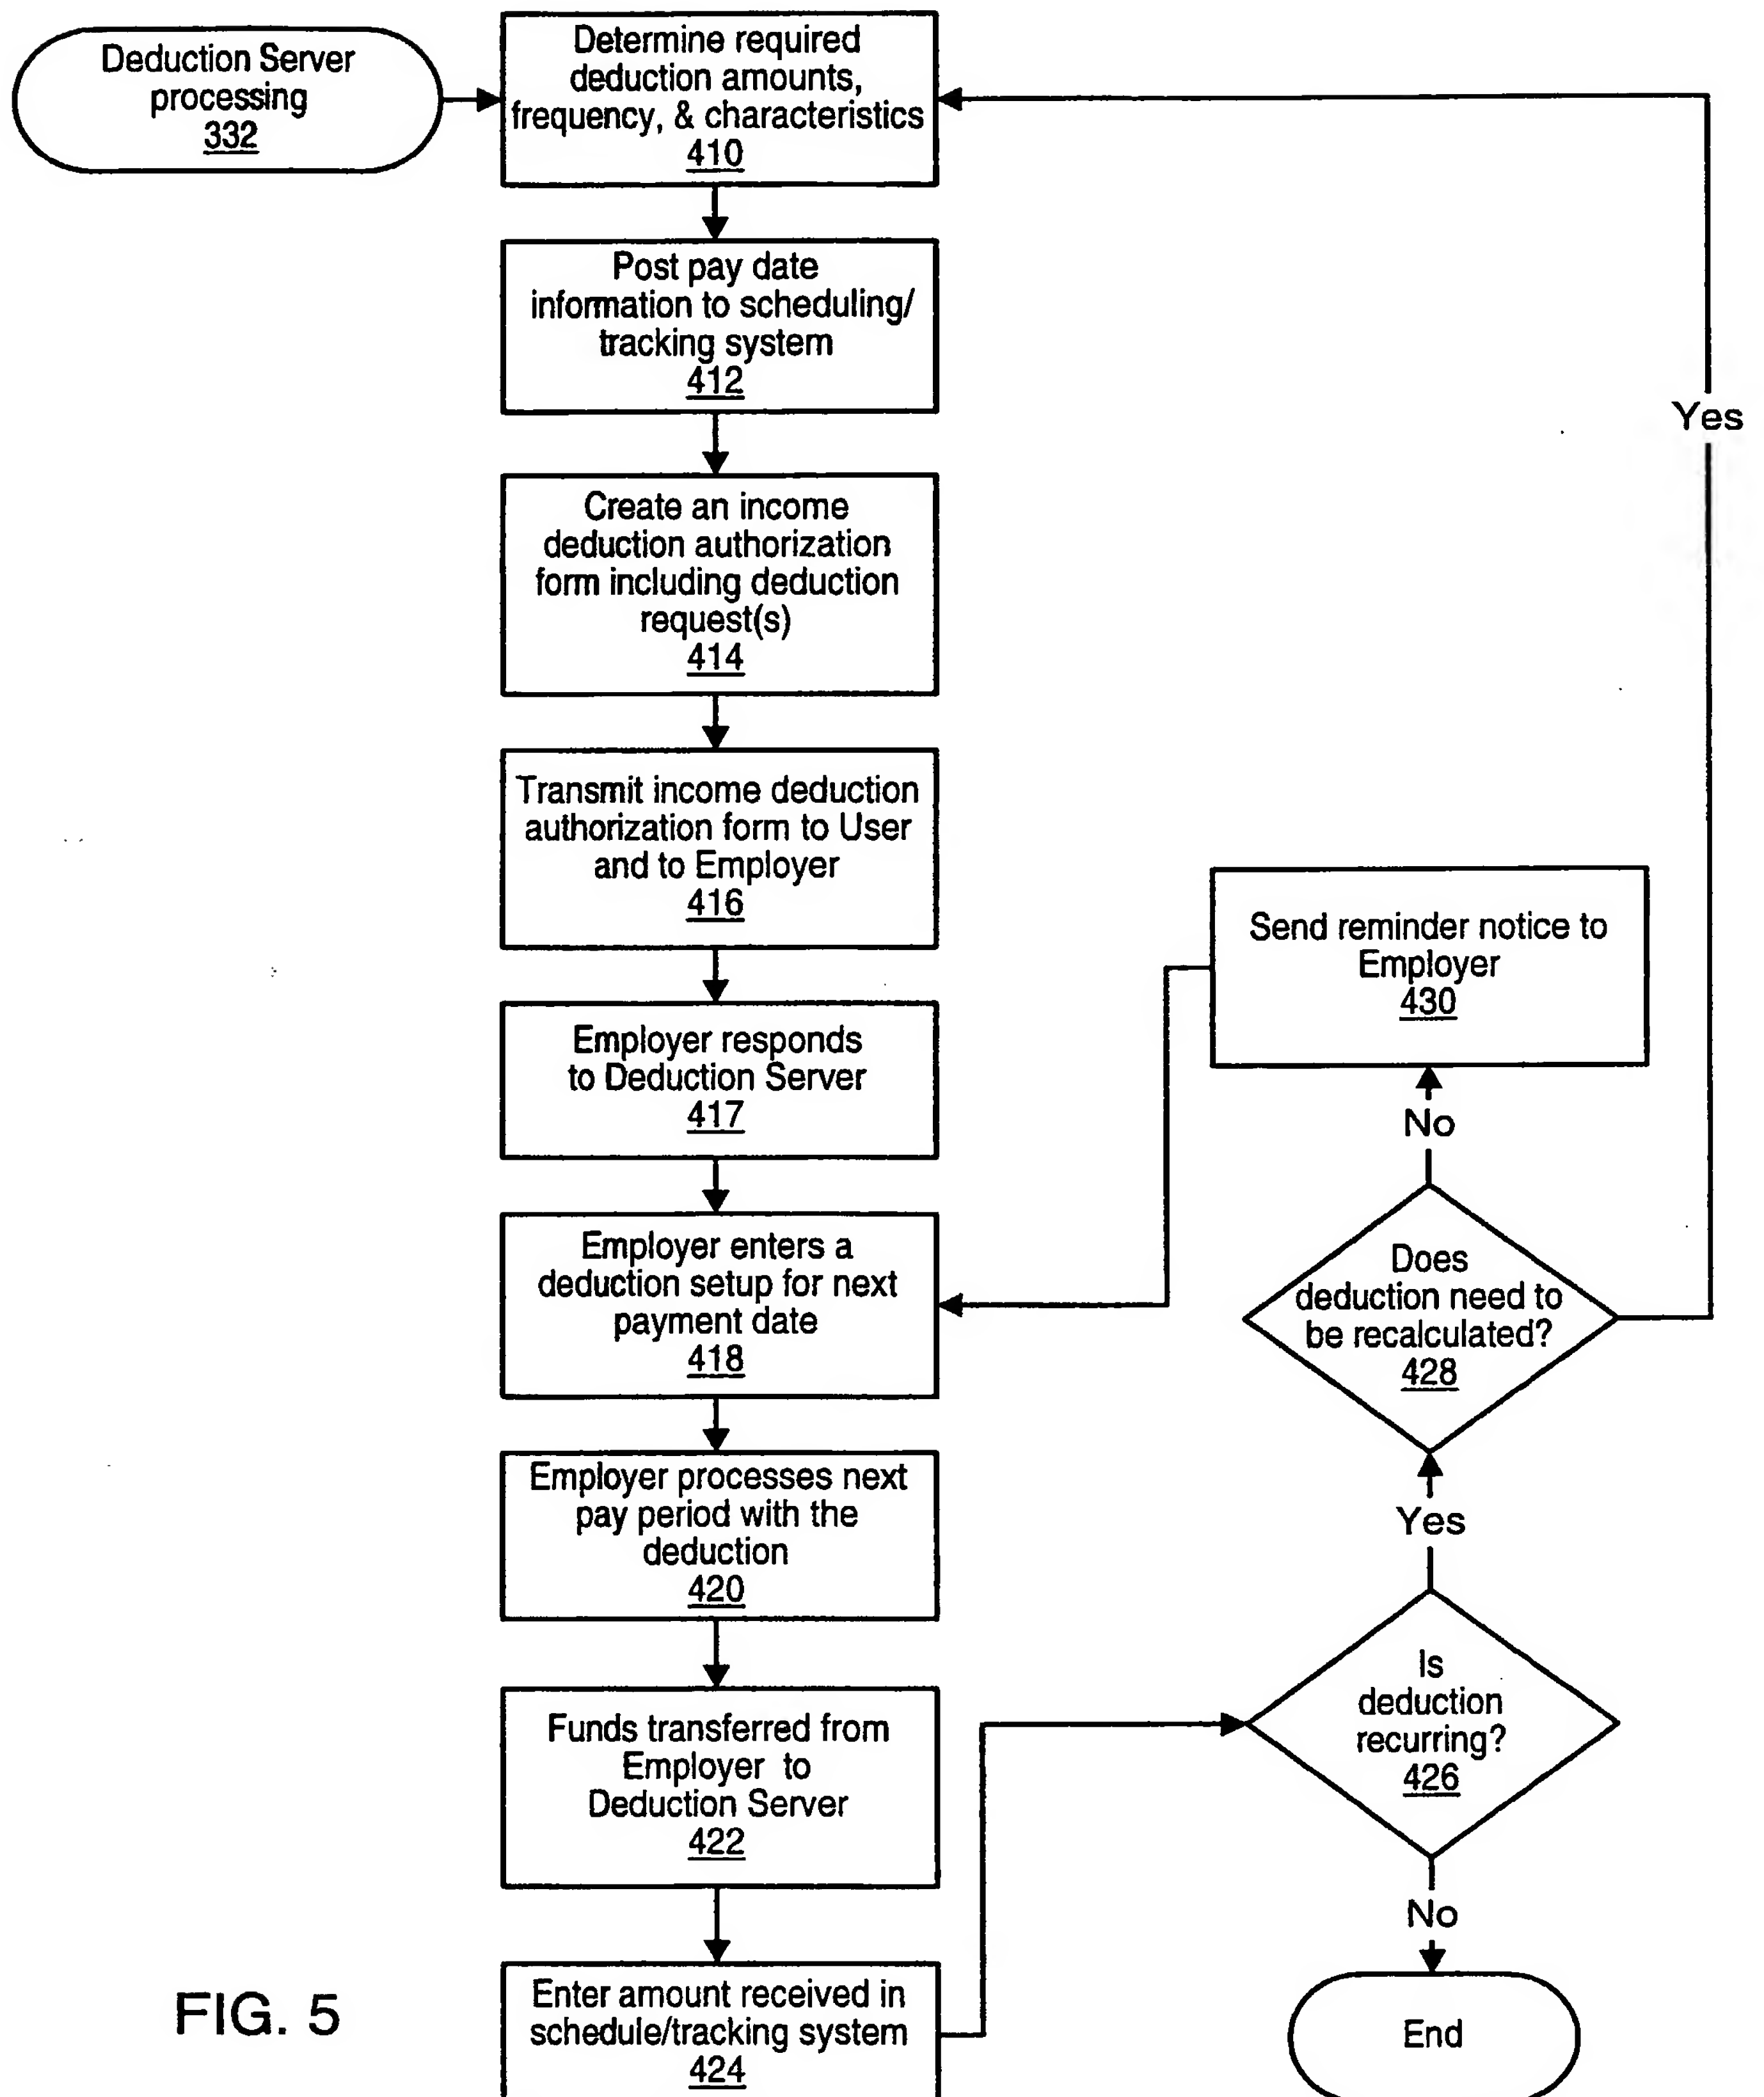 Deduction Server
processing
332
Determine required
deduction amounts,
frequency, & characteristics
410
Post pay date
information to scheduling/
tracking system
412
Yes
Create an income
deduction authorization
form including deduction
request(s)
414
Transmit income deduction
authorization form to User
and to Employer
416
Send reminder notice to
Employer
430
Employer responds
to Deduction Server
417
No
Employer enters a
deduction setup for next
payment date
418
Does
deduction need to
be recalculated?
428
Employer processes next
pay period with the
deduction
420
Yes
Funds transferred from
Employer to
Deduction Server
422
Is
deduction
recurring?
426
No
Enter amount received in
schedule/tracking system
424
End
FIG. 5